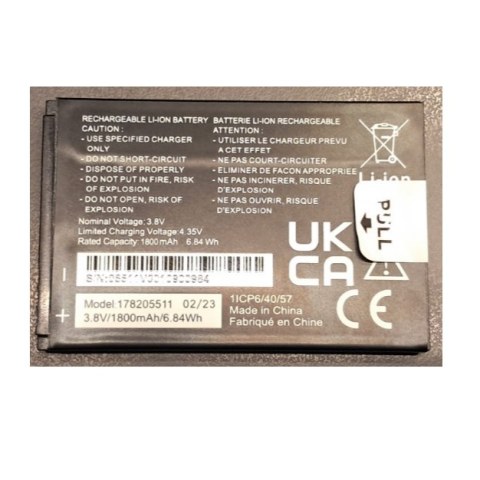 RECHARGEABLE LI-ION BATTERY
CAUTION :
- USE SPECIFIED CHARGER
ONLY
- DO NOT SHORT-CIRCUIT
- DISPOSE OF PROPERLY
- DO NOT PUT IN FIRE, RISK
OF EXPLOSION
- DO NOT OPEN, RISK OF
EXPLOSION
BATTERIE LI-ION RECHARGEABLE
ATTENTION :
- UTILISER LE CHARGEUR PREVU
A CET EFFET
- NE PAS COURT-CIRCUITER
- ELIMINER DE FACON APPROPRIEE
- NE PAS INCINERER, RISQUE
D'EXPLOSION
- NE PAS OUVRIR, RISQUE
D'EXPLOSION
Nominal Voltage:3.8V
Limited Charging Voltage: 4.35V
Rated Capacity:1800mAh/ 6.84 Wh
Li-ion
PULL
UK
CA
-
S/N:
Model:178205511 02/23
+ 3.8V/1800mAh/6.84Wh
1ICP6/40/57
Made in China
Fabriqué en Chine